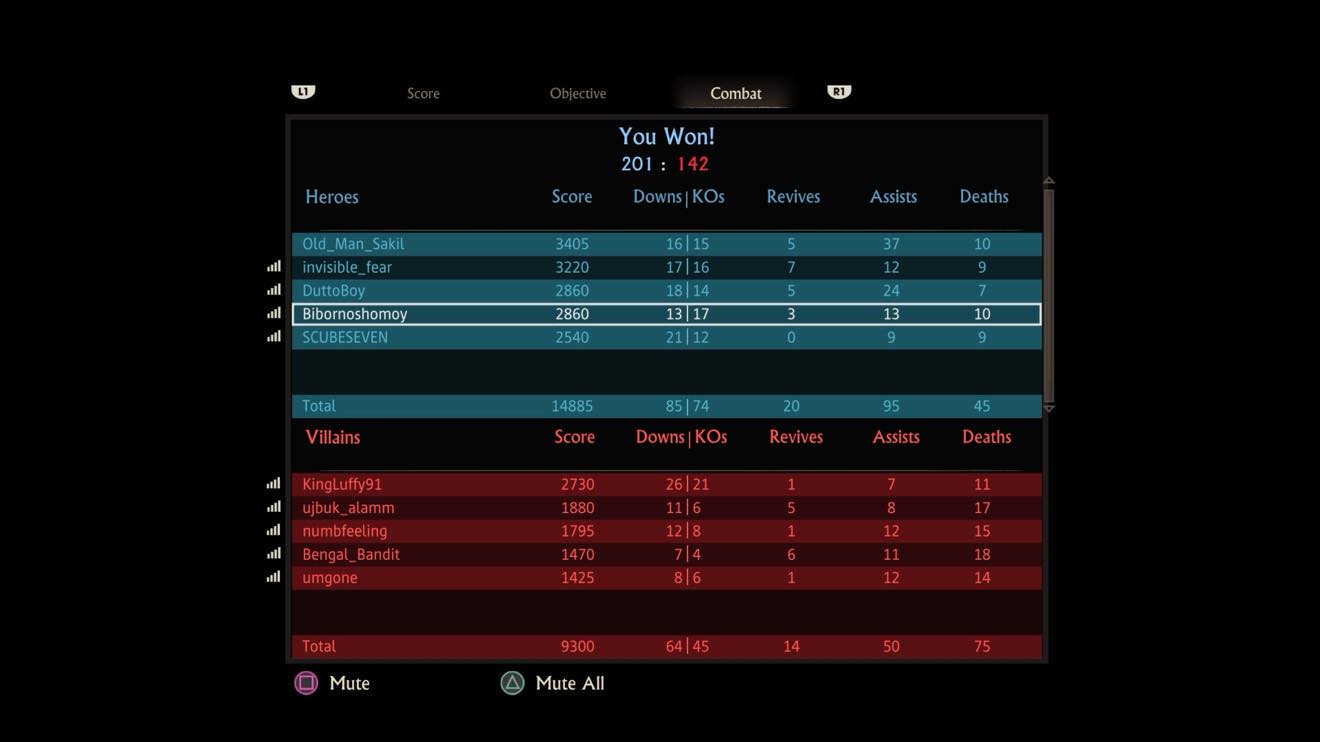 L1 Score Objective Combat R1
You Won!
201 : 142
Heroes Score Downs|KOs Revives Assists Deaths
Old_Man_Sakil 3405 16|15 5 37 10
invisible_fear 3220 17|16 7 12 9
DuttoBoy 2860 18|14 5 24 7
Bibornoshomoy 2860 13|17 3 13 10
SCUBESEVEN 2540 21|12 0 9 9
Total 14885 85|74 20 95 45
Villains Score Downs|KOs Revives Assists Deaths
KingLuffy91 2730 26|21 1 7 11
ujbuk_alamm 1880 11|6 5 8 17
numbfeeling 1795 12|8 1 12 15
Bengal_Bandit 1470 7|4 6 11 18
umgone 1425 8|6 1 12 14
Total 9300 64|45 14 50 75
Mute Mute All